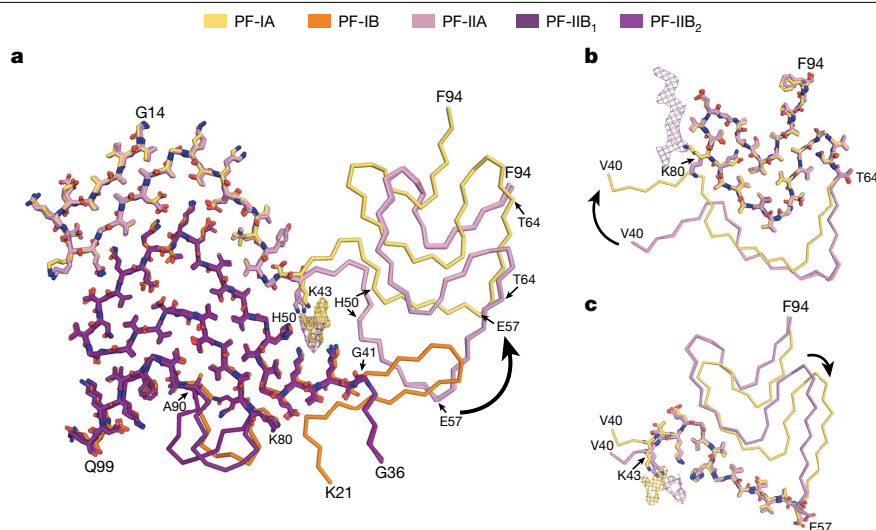 PF-IA PF-IB PF-IIA PF-IIB₁ PF-IIB₂
a
G14
F94
F94
T64
K43
H50
H50
T64
E57
G41
A90
K80
E57
Q99
G36
K21
b
F94
V40
K80
T64
V40
c
F94
V40
V40
K43
E57